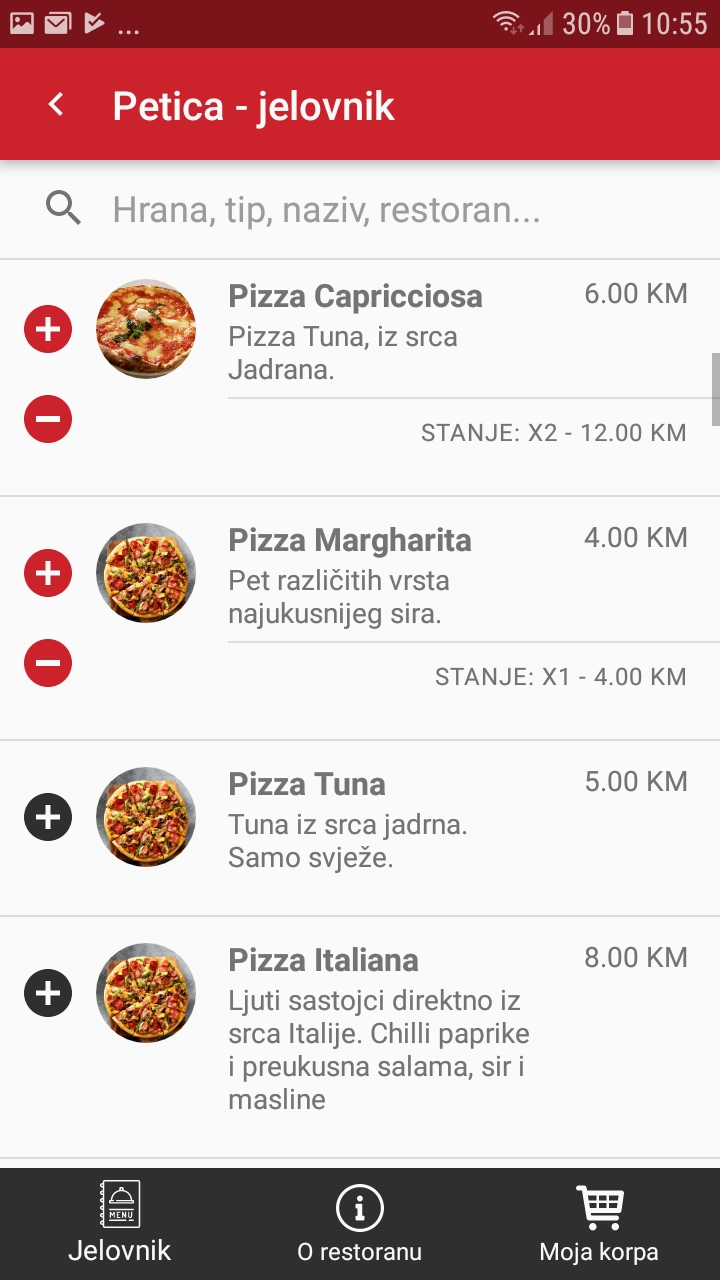 ... 30% 10:55
Petica - jelovnik
Hrana, tip, naziv, restoran...
Pizza Capricciosa 6.00 KM
Pizza Tuna, iz srca
Jadrana.
STANJE: X2 - 12.00 KM
Pizza Margharita 4.00 KM
Pet različitih vrsta
najukusnijeg sira.
STANJE: X1 - 4.00 KM
Pizza Tuna 5.00 KM
Tuna iz srca jadrna.
Samo svježe.
Pizza Italiana 8.00 KM
Ljuti sastojci direktno iz
srca Italije. Chilli paprike
i preukusna salama, sir i
masline
MENU
Jelovnik O restoranu Moja korpa